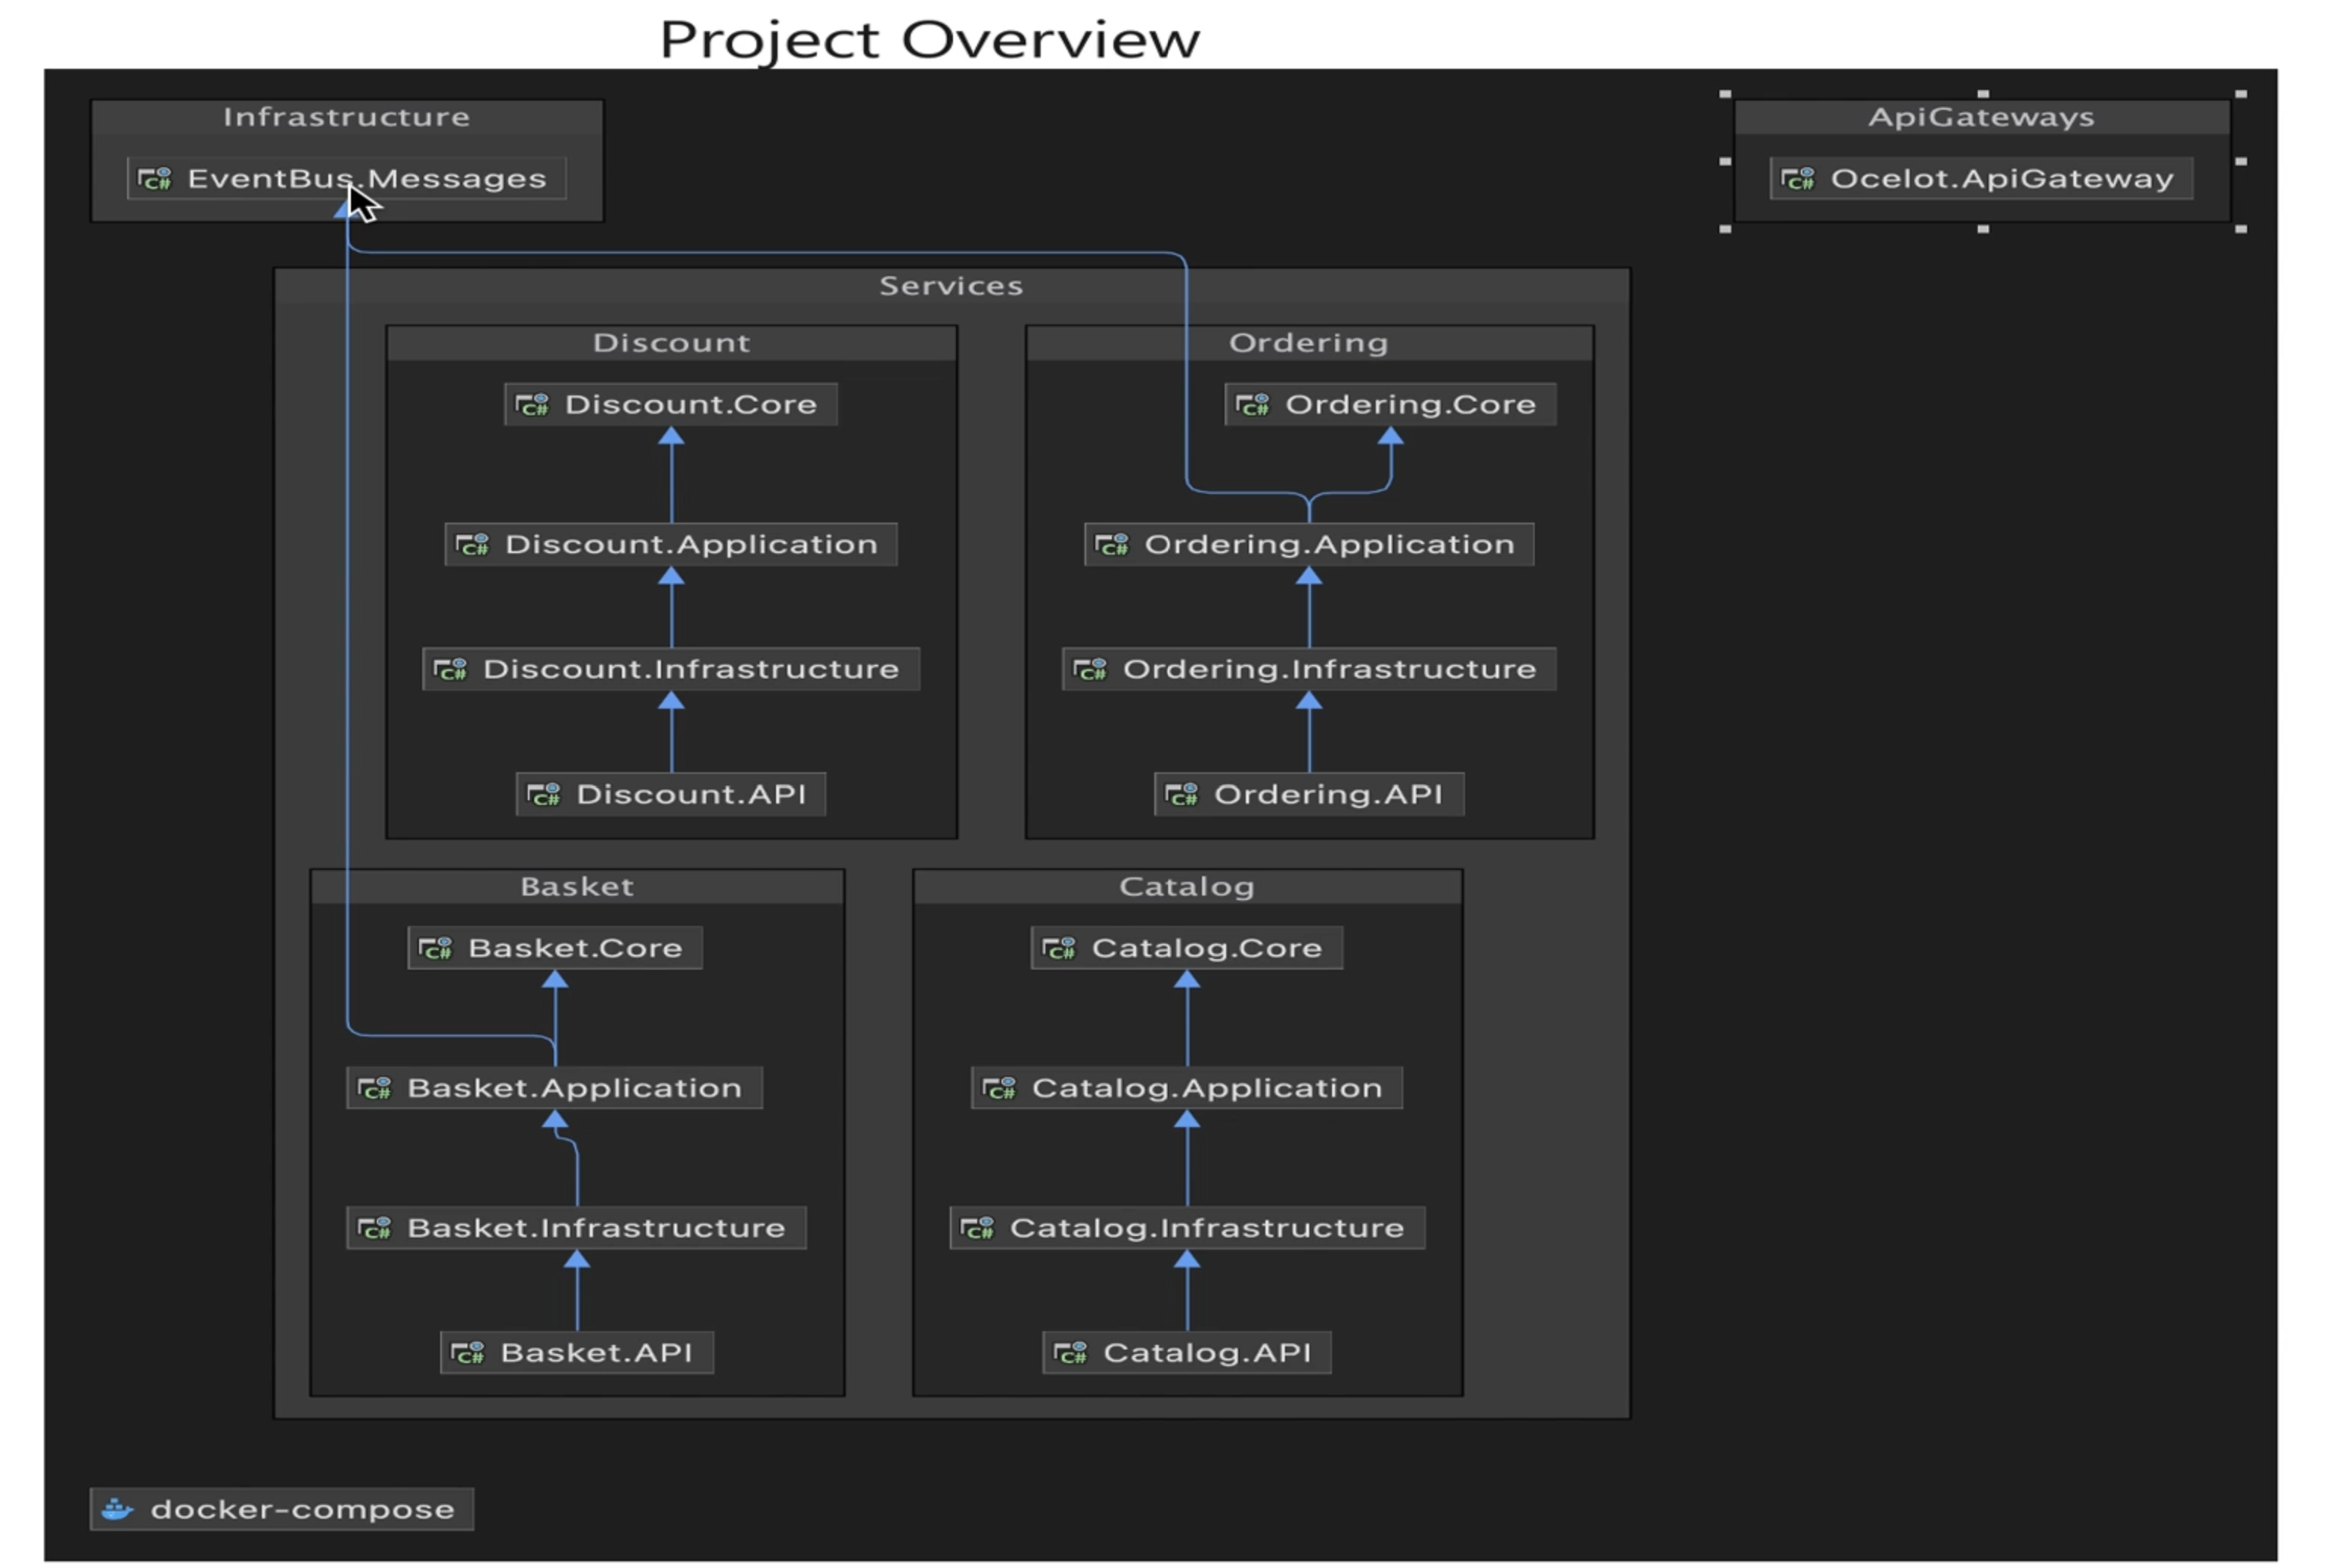 Project Overview
Infrastructure
C# EventBus.Messages
ApiGateways
C# Ocelot.ApiGateway
Services
Discount
C# Discount.Core
C# Discount.Application
C# Discount.Infrastructure
C# Discount.API
Ordering
C# Ordering.Core
C# Ordering.Application
C# Ordering.Infrastructure
C# Ordering.API
Basket
C# Basket.Core
C# Basket.Application
C# Basket.Infrastructure
C# Basket.API
Catalog
C# Catalog.Core
C# Catalog.Application
C# Catalog.Infrastructure
C# Catalog.API
docker-compose